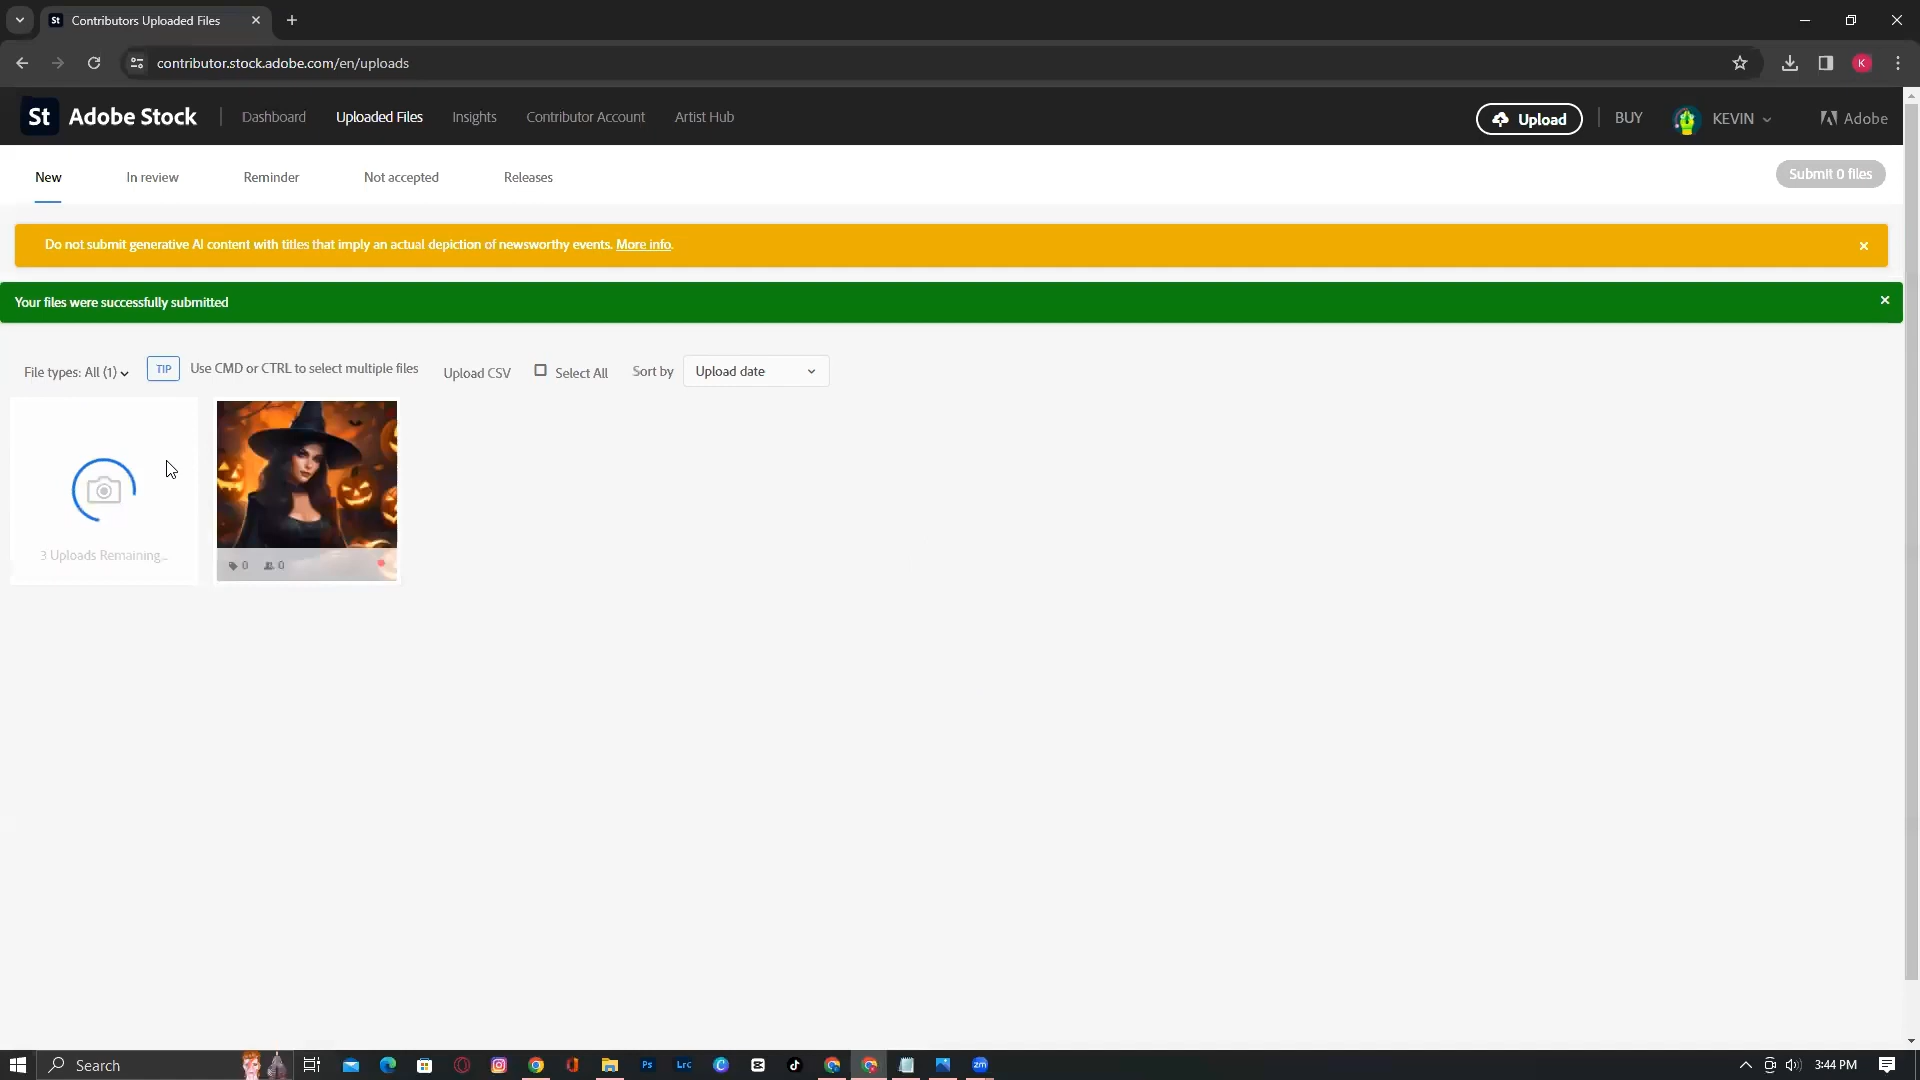 St Contributors Uploaded Files
contributor.stock.adobe.com/en/uploads
K
St Adobe Stock Dashboard Uploaded Files Insights Contributor Account Artist Hub Upload BUY KEVIN Adobe
New In review Reminder Not accepted Releases Submit 0 files
Do not submit generative AI content with titles that imply an actual depiction of newsworthy events. More info.
Your files were successfully submitted
File types: All (1) TIP Use CMD or CTRL to select multiple files Upload CSV Select All Sort by Upload date
3 Uploads Remaining...
0 0
Search Ps Lrc zm 3:44 PM